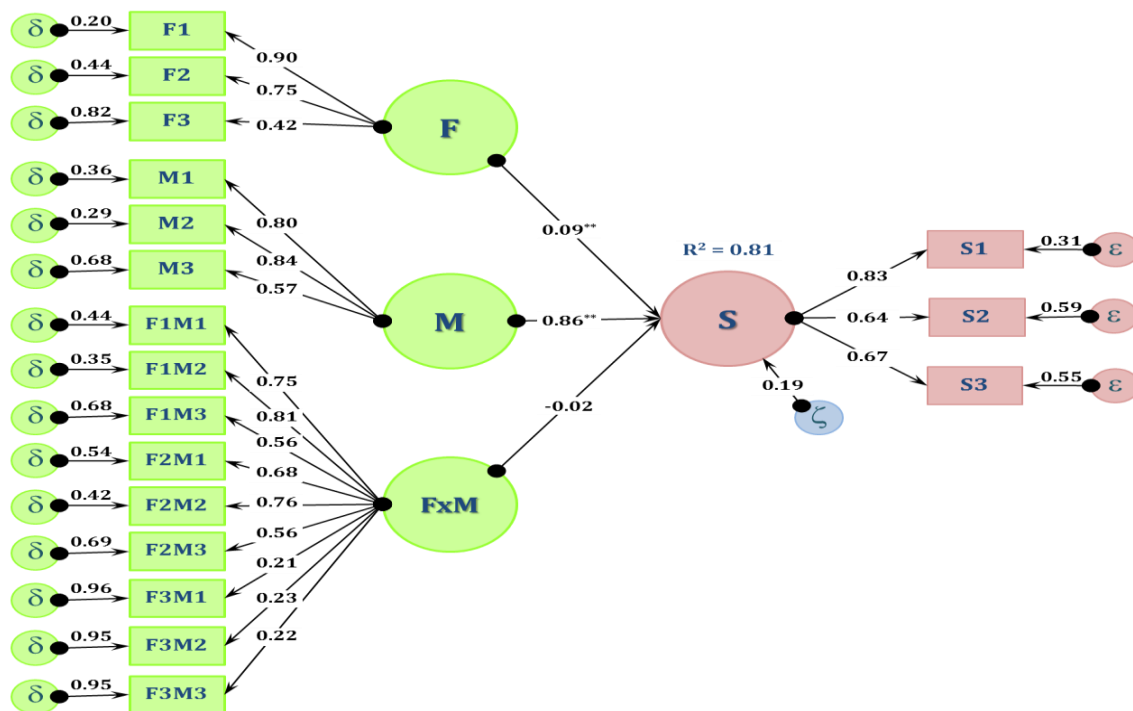 δ 0.20 F1
δ 0.44 F2
δ 0.82 F3
0.90
0.75
0.42
F
δ 0.36 M1
δ 0.29 M2
δ 0.68 M3
0.80
0.84
0.57
M
δ 0.44 F1M1
δ 0.35 F1M2
δ 0.68 F1M3
δ 0.54 F2M1
δ 0.42 F2M2
δ 0.69 F2M3
δ 0.96 F3M1
δ 0.95 F3M2
δ 0.95 F3M3
0.75
0.81
0.56
0.68
0.76
0.56
0.21
0.23
0.22
FxM
0.09**
0.86**
-0.02
R² = 0.81
S
0.19
ζ
0.83
0.64
0.67
S1 0.31 ε
S2 0.59 ε
S3 0.55 ε